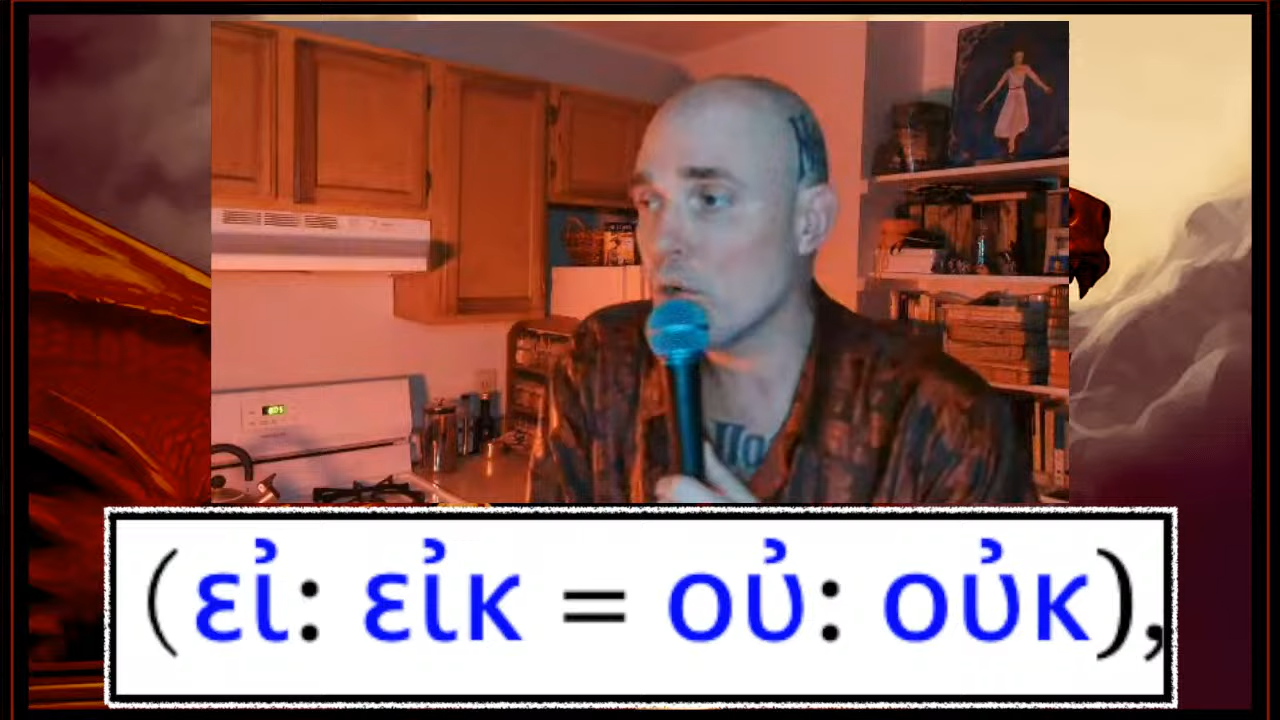 (εἰ: εἰκ = οὐ: οὐκ),